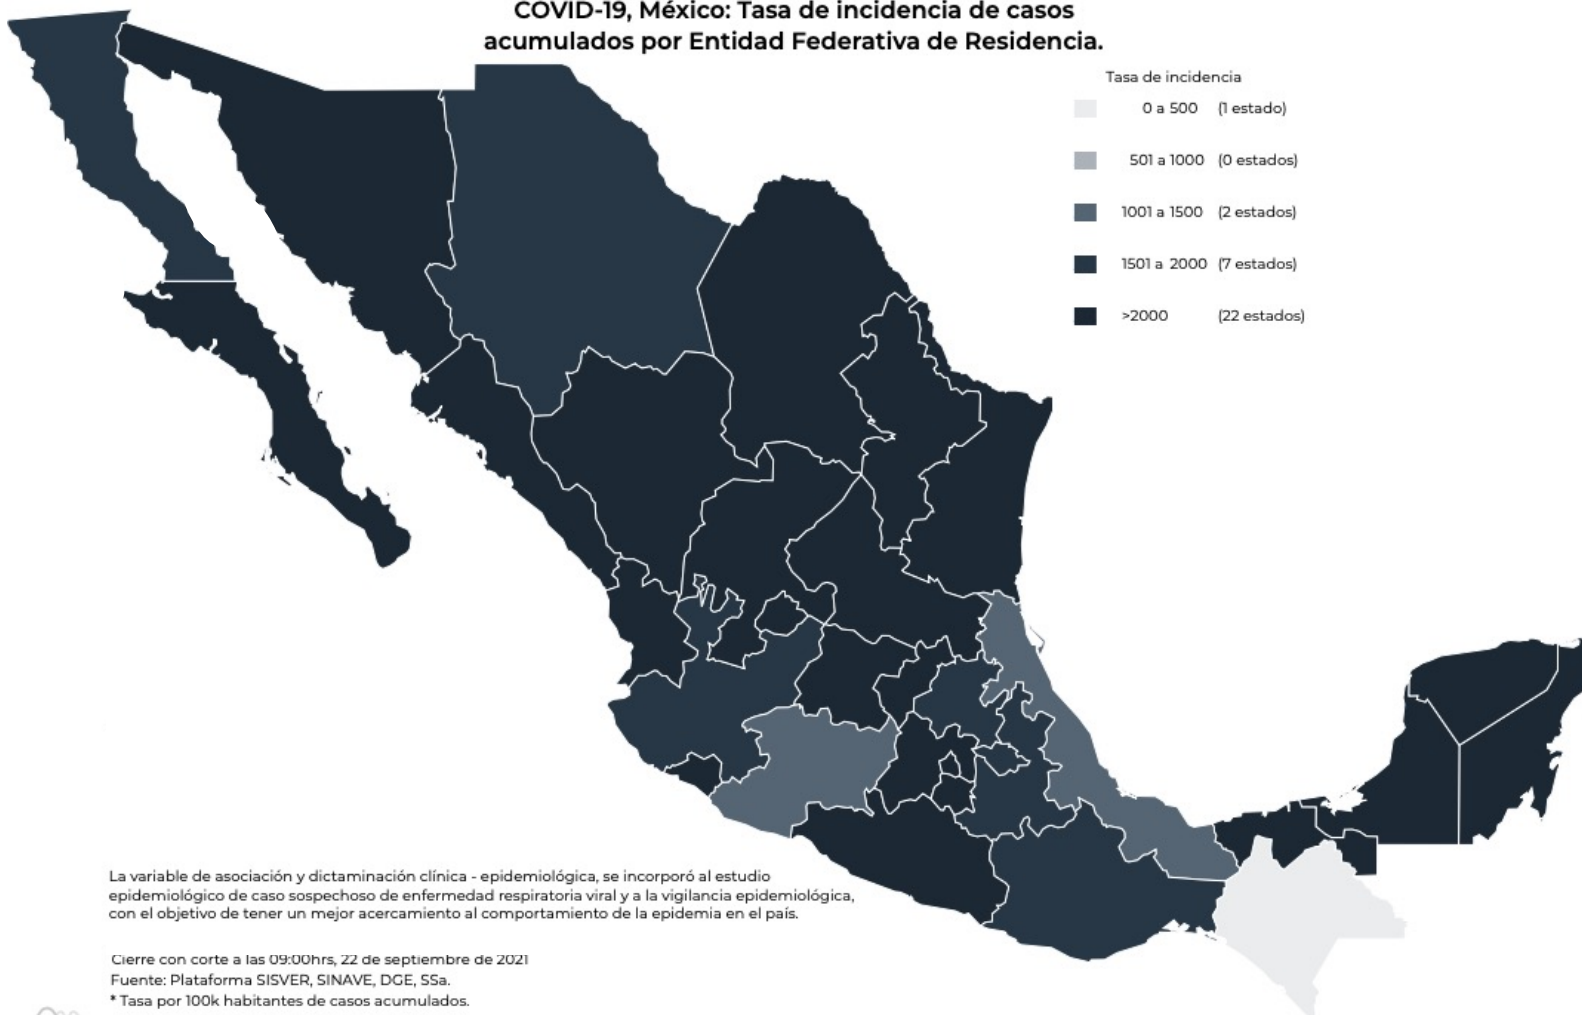 COVID-19, México: Tasa de incidencia de casos
acumulados por Entidad Federativa de Residencia.
Tasa de incidencia
0 a 500 (1 estado)
501 a 1000 (0 estados)
1001 a 1500 (2 estados)
1501 a 2000 (7 estados)
>2000 (22 estados)
La variable de asociación y dictaminación clínica - epidemiológica, se incorporó al estudio
epidemiológico de caso sospechoso de enfermedad respiratoria viral y a la vigilancia epidemiológica,
con el objetivo de tener un mejor acercamiento al comportamiento de la epidemia en el país.
Cierre con corte a las 09:00hrs, 22 de septiembre de 2021
Fuente: Plataforma SISVER, SINAVE, DGE, SSa.
* Tasa por 100k habitantes de casos acumulados.